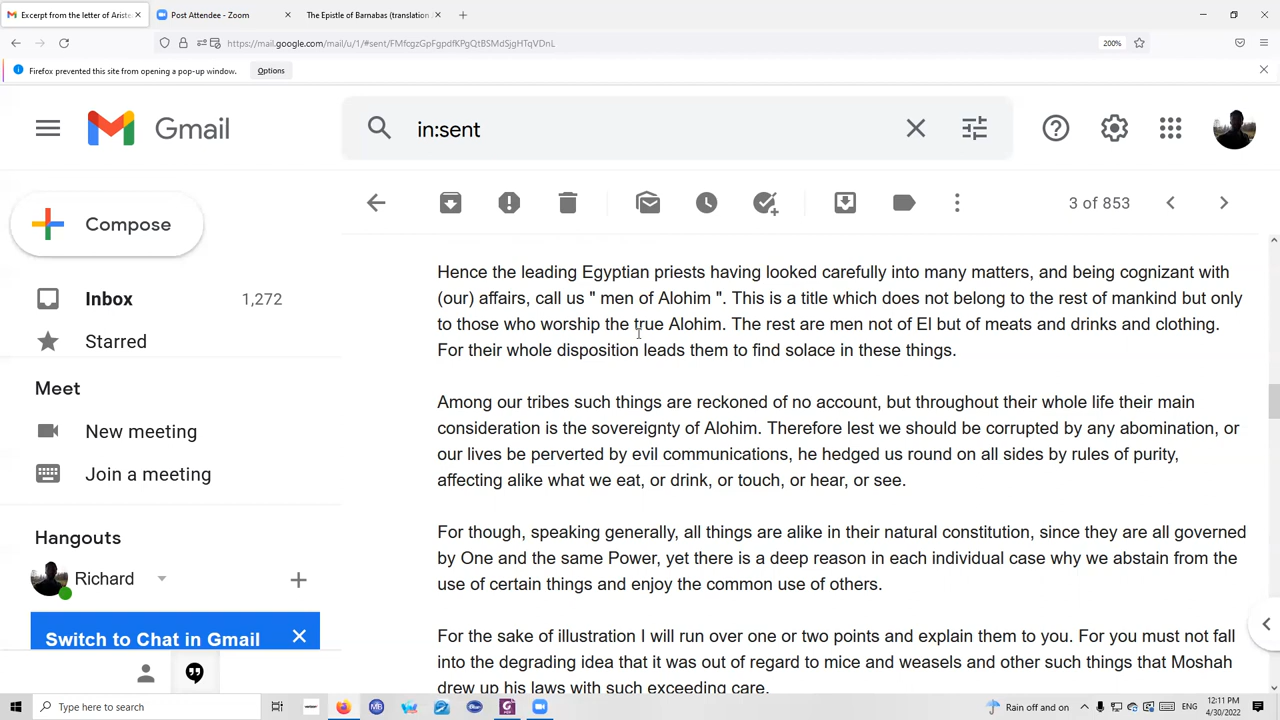 Excerpt from the letter of Ariste
Post Attendee - Zoom
The Epistle of Barnabas (translation
https://mail.google.com/mail/u/1/#sent/FMfcgzGpFgpdfKPgQtBSMdSjgHTqVDnL
200%
Firefox prevented this site from opening a pop-up window.
Options
Gmail
in:sent
Compose
3 of 853
Inbox 1,272
Starred
Meet
New meeting
Join a meeting
Hangouts
Richard
Switch to Chat in Gmail
Hence the leading Egyptian priests having looked carefully into many matters, and being cognizant with
(our) affairs, call us " men of Alohim ". This is a title which does not belong to the rest of mankind but only
to those who worship the true Alohim. The rest are men not of El but of meats and drinks and clothing.
For their whole disposition leads them to find solace in these things.
Among our tribes such things are reckoned of no account, but throughout their whole life their main
consideration is the sovereignty of Alohim. Therefore lest we should be corrupted by any abomination, or
our lives be perverted by evil communications, he hedged us round on all sides by rules of purity,
affecting alike what we eat, or drink, or touch, or hear, or see.
For though, speaking generally, all things are alike in their natural constitution, since they are all governed
by One and the same Power, yet there is a deep reason in each individual case why we abstain from the
use of certain things and enjoy the common use of others.
For the sake of illustration I will run over one or two points and explain them to you. For you must not fall
into the degrading idea that it was out of regard to mice and weasels and other such things that Moshah
drew up his laws with such exceeding care.
Type here to search
MB
Rain off and on
ENG
12:11 PM
4/30/2022